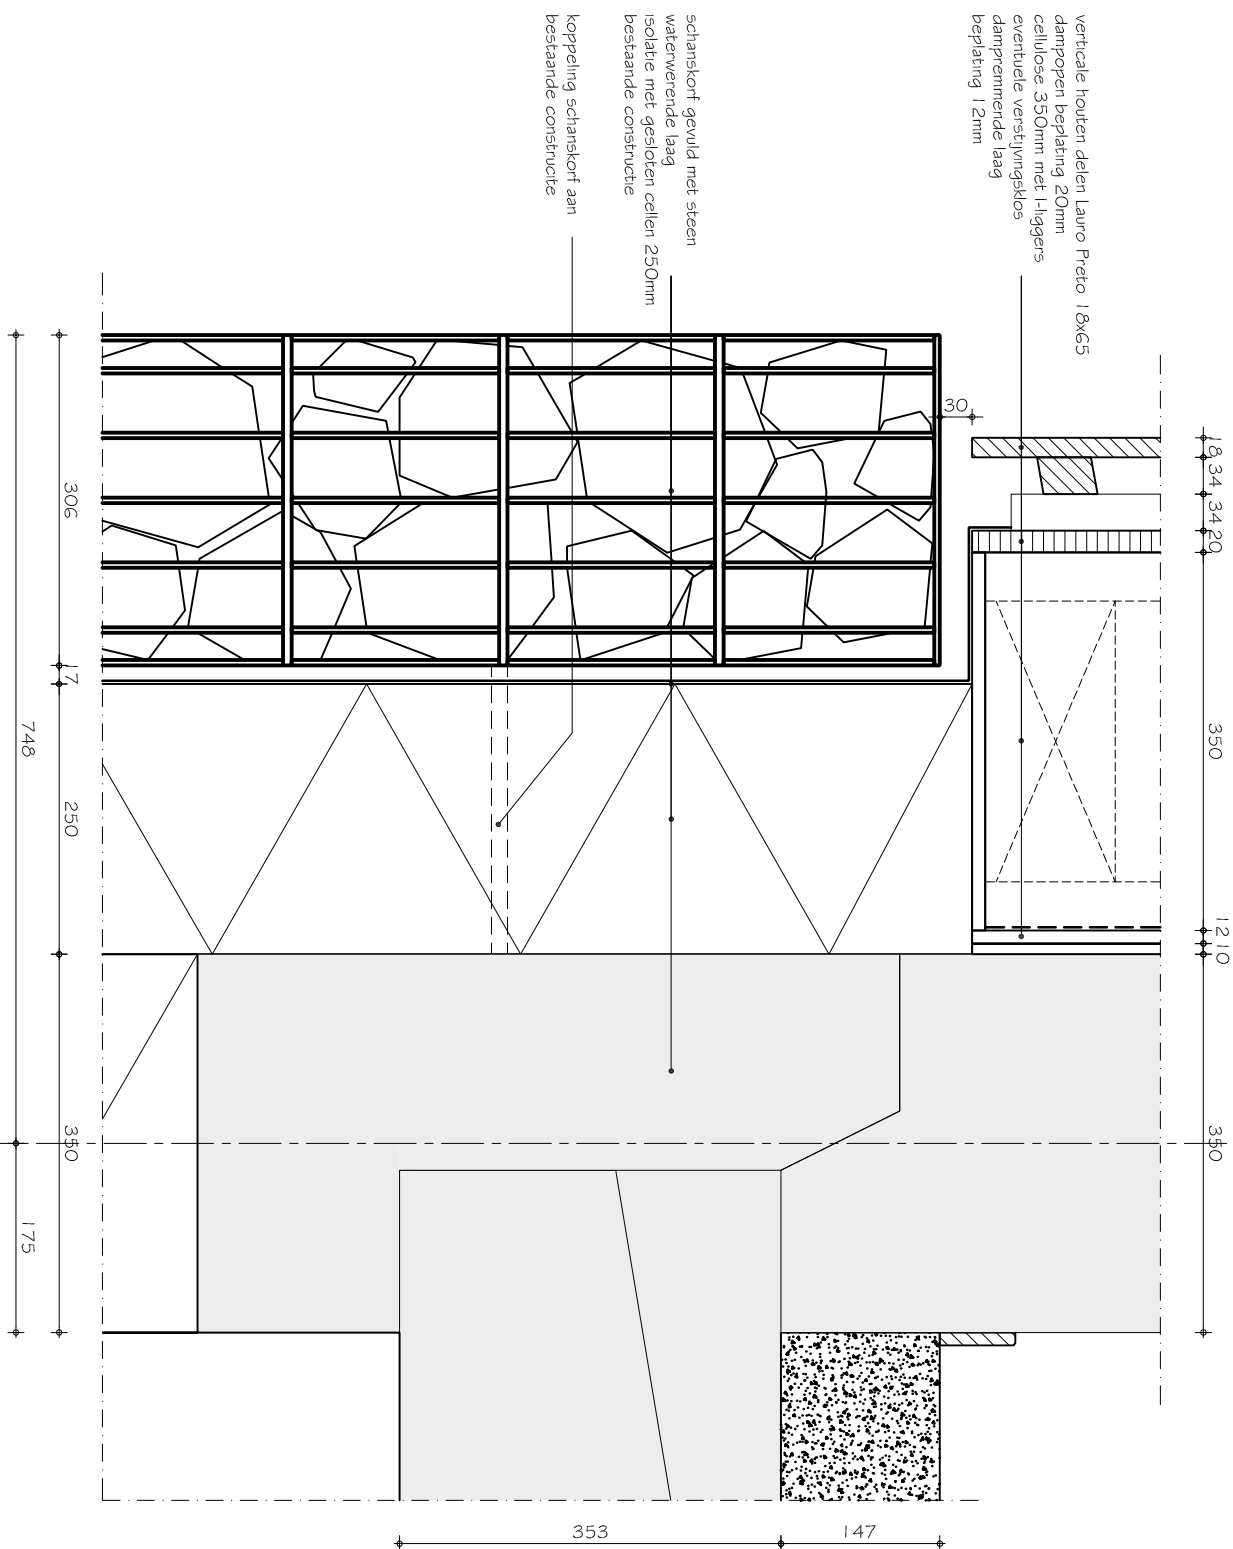 verticale houten delen Lauro Preto 18x65
dampopen beplating 20mm
cellulose 350mm met I-liggers
eventuele verstijvingsklos
dampremmende laag
beplating 12mm
schanskorf gevuld met steen
waterwerende laag
isolatie met gesloten cellen 250mm
bestaande constructie
koppeling schanskorf aan
bestaande construcite
30
18
34
34
20
350
12
10
350
306
17
250
350
748
175
353
147